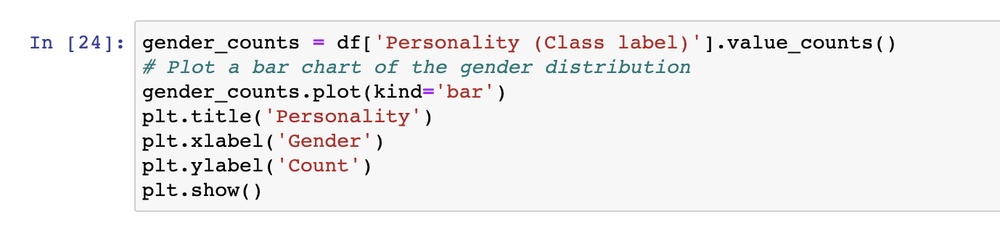 In [24]: gender_counts = df['Personality (Class label)'].value_counts()
# Plot a bar chart of the gender distribution
gender_counts.plot(kind='bar')
plt.title('Personality')
plt.xlabel('Gender')
plt.ylabel('Count')
plt.show()